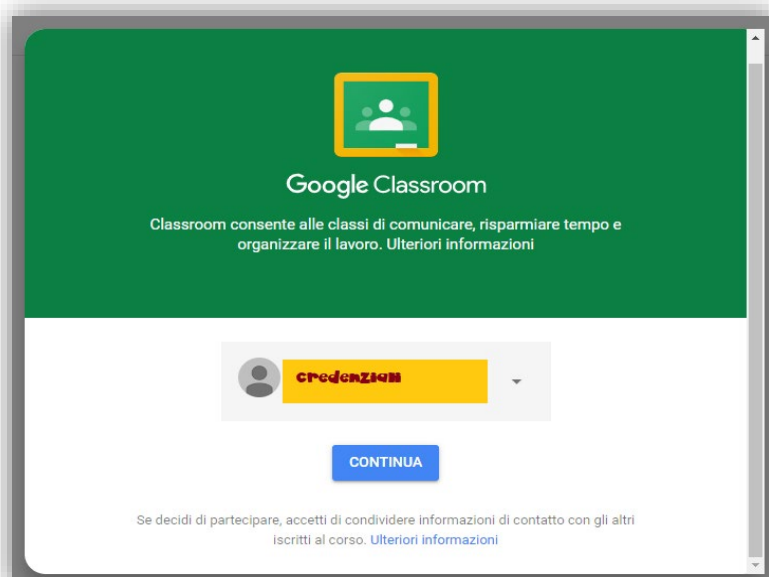 Google Classroom
Classroom consente alle classi di comunicare, risparmiare tempo e
organizzare il lavoro. Ulteriori informazioni
credenziali
CONTINUA
Se decidi di partecipare, accetti di condividere informazioni di contatto con gli altri
iscritti al corso. Ulteriori informazioni